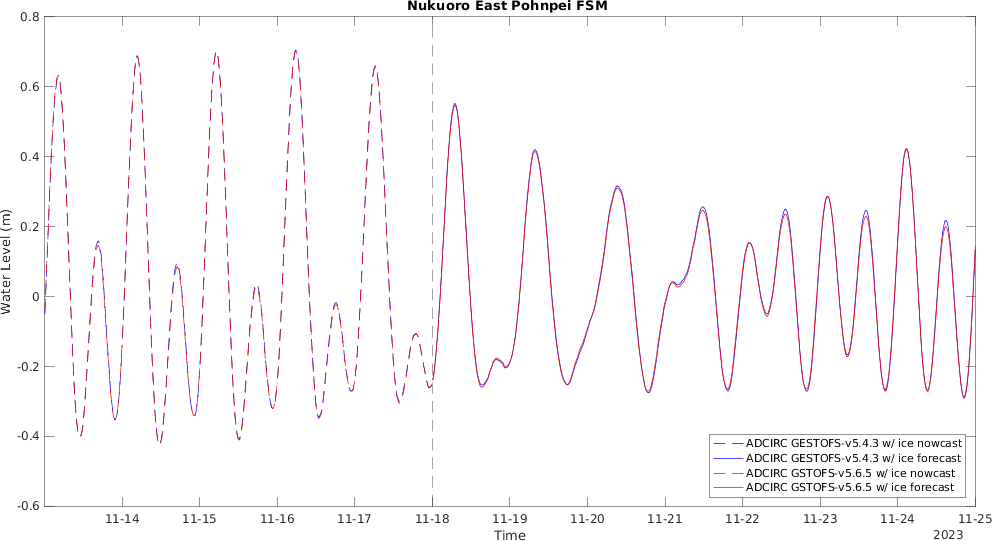 Nukuoro East Pohnpei FSM
0.8
0.6
0.4
0.2
0
-0.2
-0.4
-0.6
Water Level (m)
ADCIRC GESTOFS-v5.4.3 w/ ice nowcast
ADCIRC GESTOFS-v5.4.3 w/ ice forecast
ADCIRC GSTOFS-v5.6.5 w/ ice nowcast
ADCIRC GSTOFS-v5.6.5 w/ ice forecast
11-14 11-15 11-16 11-17 11-18 11-19 11-20 11-21 11-22 11-23 11-24 11-25
Time
2023